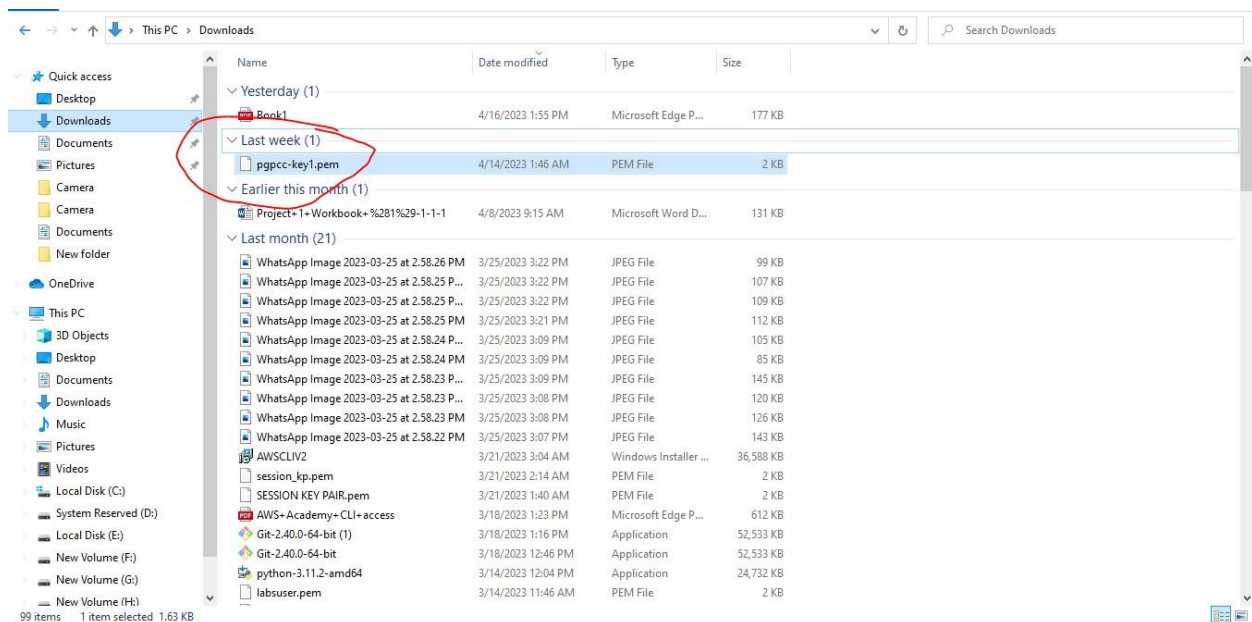 This PC > Downloads
Search Downloads
Quick access
Desktop
Downloads
Documents
Pictures
Camera
Camera
Documents
New folder
OneDrive
This PC
3D Objects
Desktop
Documents
Downloads
Music
Pictures
Videos
Local Disk (C:)
System Reserved (D:)
Local Disk (E:)
New Volume (F:)
New Volume (G:)
New Volume (H:)
Name Date modified Type Size
Yesterday (1)
Book1 4/16/2023 1:55 PM Microsoft Edge P... 177 KB
Last week (1)
pgpcc-key1.pem 4/14/2023 1:46 AM PEM File 2 KB
Earlier this month (1)
Project+1+Workbook+%281%29-1-1-1 4/8/2023 9:15 AM Microsoft Word D... 131 KB
Last month (21)
WhatsApp Image 2023-03-25 at 2.58.26 PM 3/25/2023 3:22 PM JPEG File 99 KB
WhatsApp Image 2023-03-25 at 2.58.25 P... 3/25/2023 3:22 PM JPEG File 107 KB
WhatsApp Image 2023-03-25 at 2.58.25 P... 3/25/2023 3:22 PM JPEG File 109 KB
WhatsApp Image 2023-03-25 at 2.58.25 PM 3/25/2023 3:21 PM JPEG File 112 KB
WhatsApp Image 2023-03-25 at 2.58.24 P... 3/25/2023 3:09 PM JPEG File 105 KB
WhatsApp Image 2023-03-25 at 2.58.24 PM 3/25/2023 3:09 PM JPEG File 85 KB
WhatsApp Image 2023-03-25 at 2.58.23 P... 3/25/2023 3:09 PM JPEG File 145 KB
WhatsApp Image 2023-03-25 at 2.58.23 P... 3/25/2023 3:08 PM JPEG File 120 KB
WhatsApp Image 2023-03-25 at 2.58.23 PM 3/25/2023 3:08 PM JPEG File 126 KB
WhatsApp Image 2023-03-25 at 2.58.22 PM 3/25/2023 3:07 PM JPEG File 143 KB
AWSCLIV2 3/21/2023 3:04 AM Windows Installer ... 36,588 KB
session_kp.pem 3/21/2023 2:14 AM PEM File 2 KB
SESSION KEY PAIR.pem 3/21/2023 1:40 AM PEM File 2 KB
AWS+Academy+CLI+access 3/18/2023 1:23 PM Microsoft Edge P... 612 KB
Git-2.40.0-64-bit (1) 3/18/2023 1:16 PM Application 52,533 KB
Git-2.40.0-64-bit 3/18/2023 12:46 PM Application 52,533 KB
python-3.11.2-amd64 3/14/2023 12:04 PM Application 24,732 KB
labsuser.pem 3/14/2023 11:46 AM PEM File 2 KB
99 items 1 item selected 1.63 KB